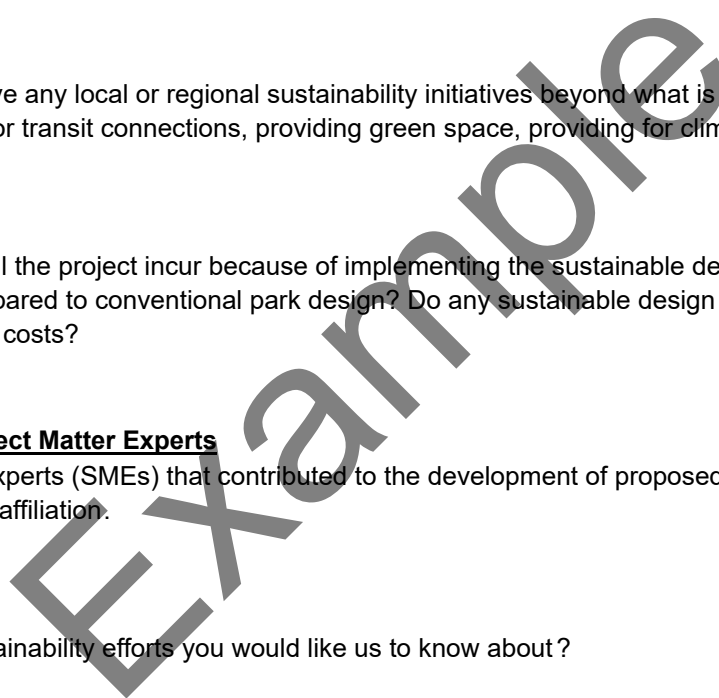 ve any local or regional sustainability initiatives beyond what is
or transit connections, providing green space, providing for clim
l the project incur because of implementing the sustainable de
pared to conventional park design? Do any sustainable design
costs?
ect Matter Experts
xperts (SMEs) that contributed to the development of proposed
affiliation.
ainability efforts you would like us to know about?
Example